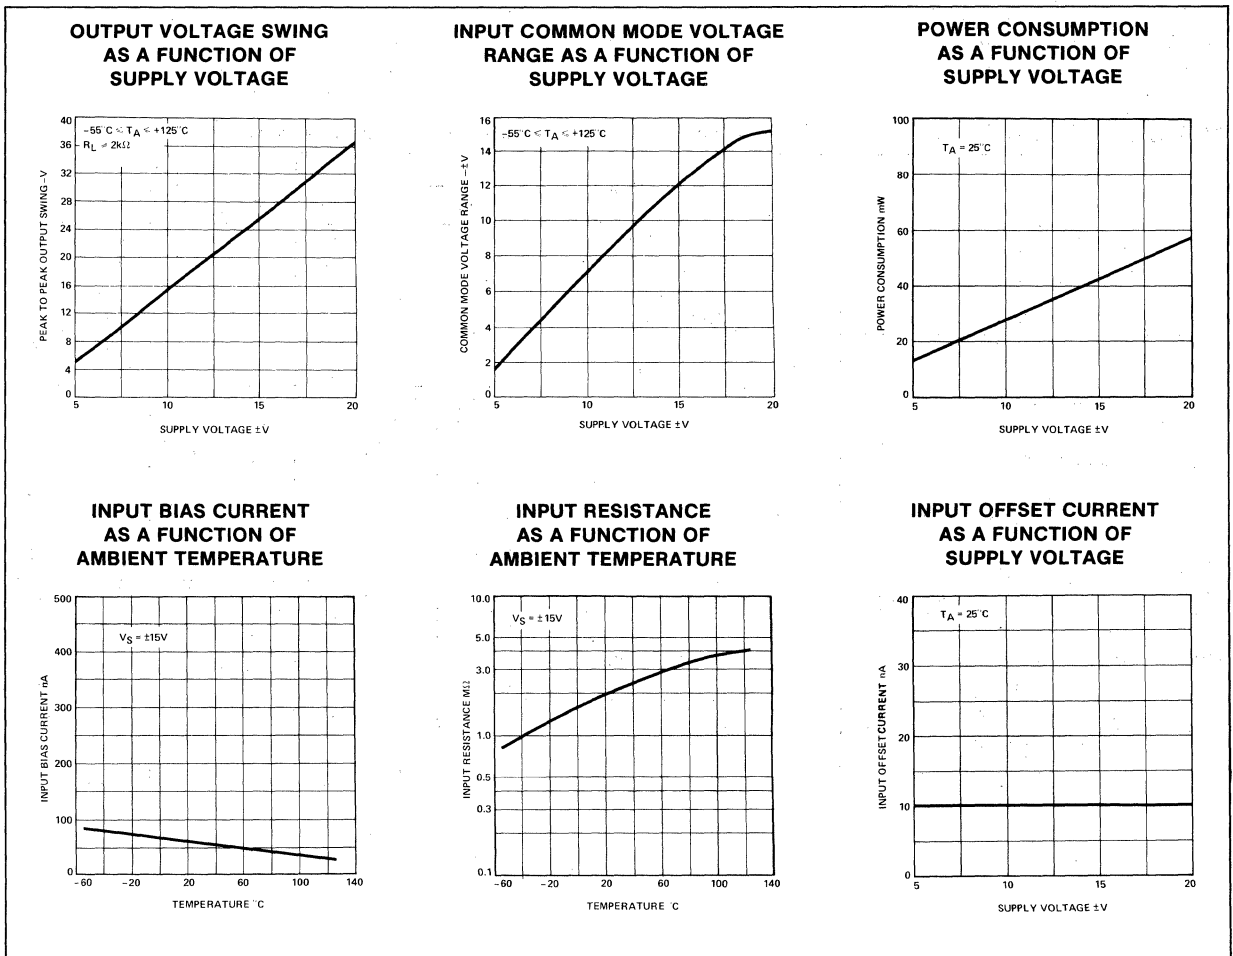 OUTPUT VOLTAGE SWING
AS A FUNCTION OF
SUPPLY VOLTAGE
40
36
32
28
24
20
16
12
8
4
0
-55°C ≤ TA ≤ +125°C
RL ≠ 2kΩ
PEAK TO PEAK OUTPUT SWING-V
5
10
15
20
SUPPLY VOLTAGE ±V
INPUT COMMON MODE VOLTAGE
RANGE AS A FUNCTION OF
SUPPLY VOLTAGE
16
14
12
10
8
6
4
2
0
-55°C ≤ TA ≤ +125°C
COMMON MODE VOLTAGE RANGE -±V
5
10
15
20
SUPPLY VOLTAGE ±V
POWER CONSUMPTION
AS A FUNCTION OF
SUPPLY VOLTAGE
100
80
60
40
20
0
TA = 25°C
POWER CONSUMPTION mW
5
10
15
20
SUPPLY VOLTAGE ±V
INPUT BIAS CURRENT
AS A FUNCTION OF
AMBIENT TEMPERATURE
500
400
300
200
100
0
VS = ±15V
INPUT BIAS CURRENT nA
-60
-20
20
60
100
140
TEMPERATURE °C
INPUT RESISTANCE
AS A FUNCTION OF
AMBIENT TEMPERATURE
10.0
5.0
3.0
1.0
0.5
0.3
0.1
VS = ±15V
INPUT RESISTANCE MΩ
-60
-20
20
60
100
140
TEMPERATURE °C
INPUT OFFSET CURRENT
AS A FUNCTION OF
SUPPLY VOLTAGE
40
30
20
10
0
TA = 25°C
INPUT OFFSET CURRENT nA
5
10
15
20
SUPPLY VOLTAGE ±V